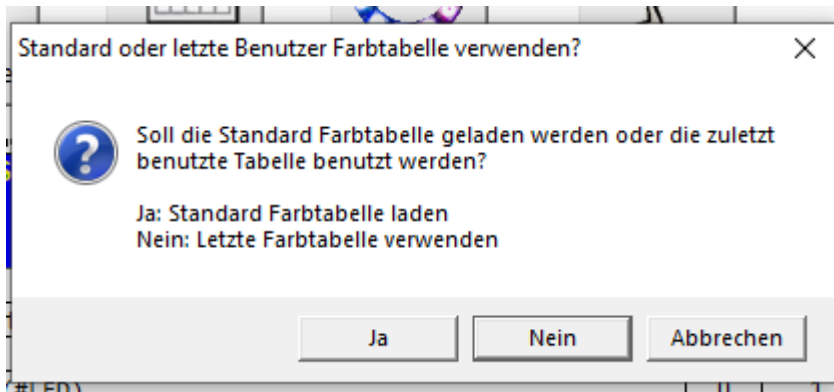 Standard oder letzte Benutzer Farbtabelle verwenden?
Soll die Standard Farbtabelle geladen werden oder die zuletzt
benutzte Tabelle benutzt werden?
Ja: Standard Farbtabelle laden
Nein: Letzte Farbtabelle verwenden
Ja
Nein
Abbrechen